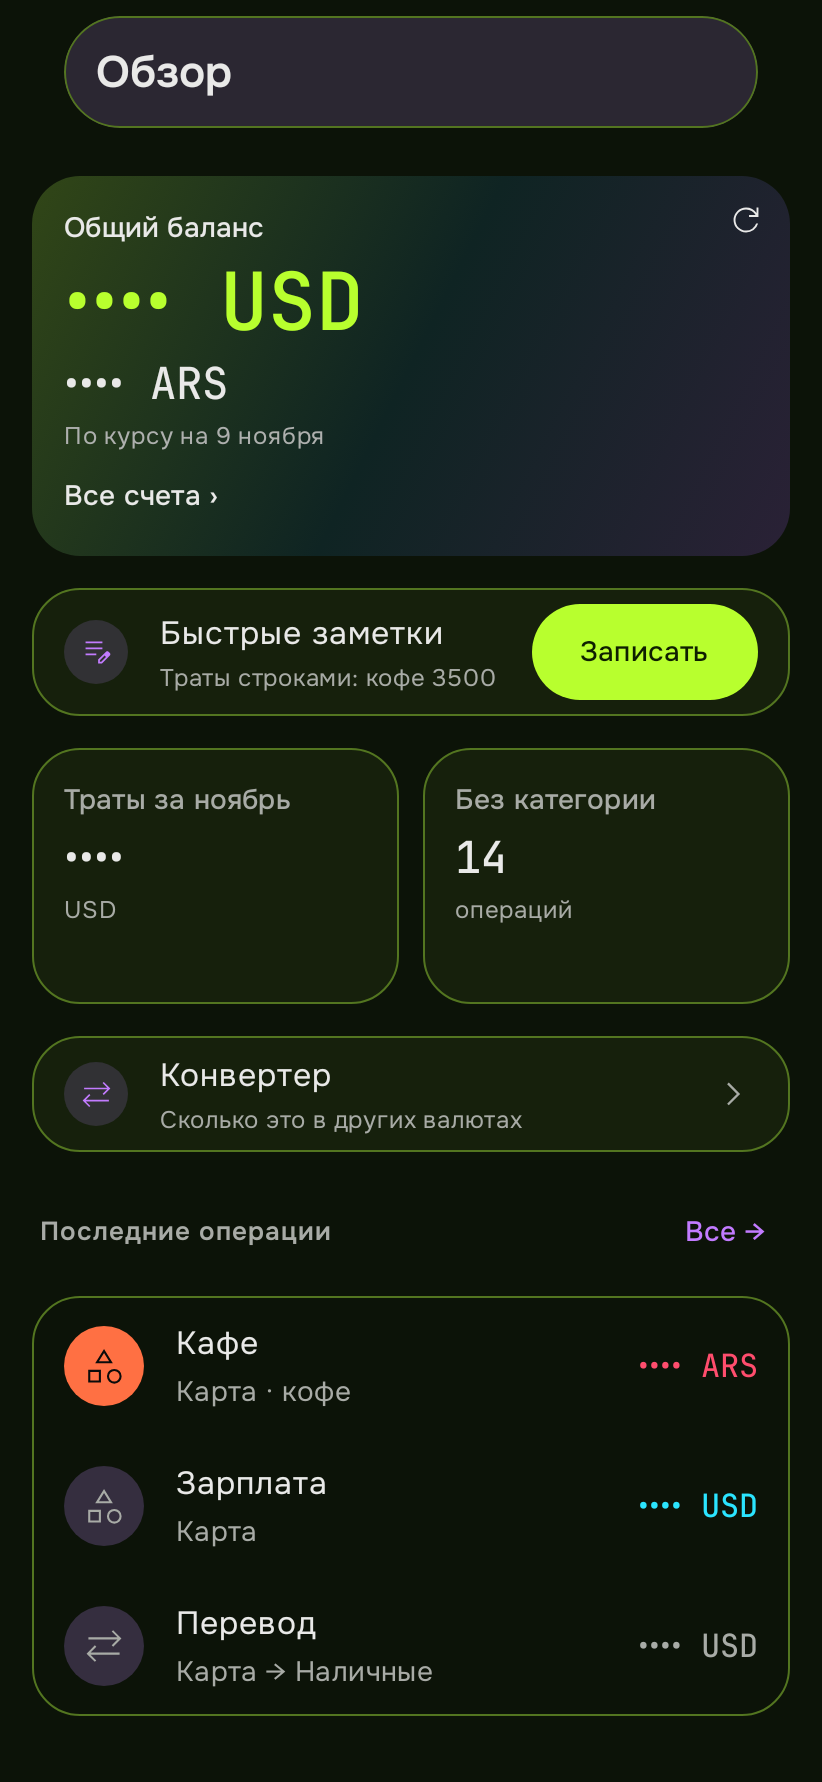 Обзор
Общий баланс
•••• USD
•••• ARS
По курсу на 9 ноября
Все счета ›
Быстрые заметки
Траты строками: кофе 3500
Записать
Траты за ноябрь
••••
USD
Без категории
14
операций
Конвертер
Сколько это в других валютах
Последние операции
Все →
Кафе
Карта · кофе
•••• ARS
Зарплата
Карта
•••• USD
Перевод
Карта → Наличные
•••• USD